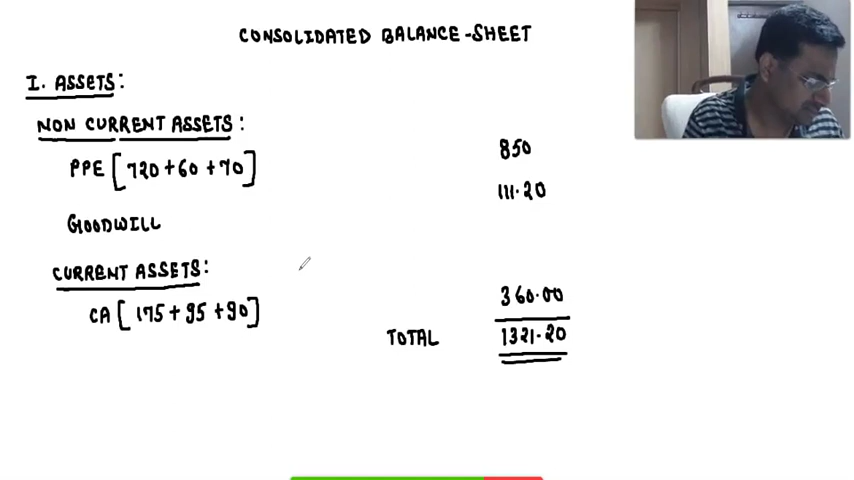 CONSOLIDATED BALANCE-SHEET
I. ASSETS:
NON CURRENT ASSETS:
PPE [720+60+70] 850
GOODWILL 111.20
CURRENT ASSETS:
CA [175+95+90] 360.00
TOTAL 1321.20